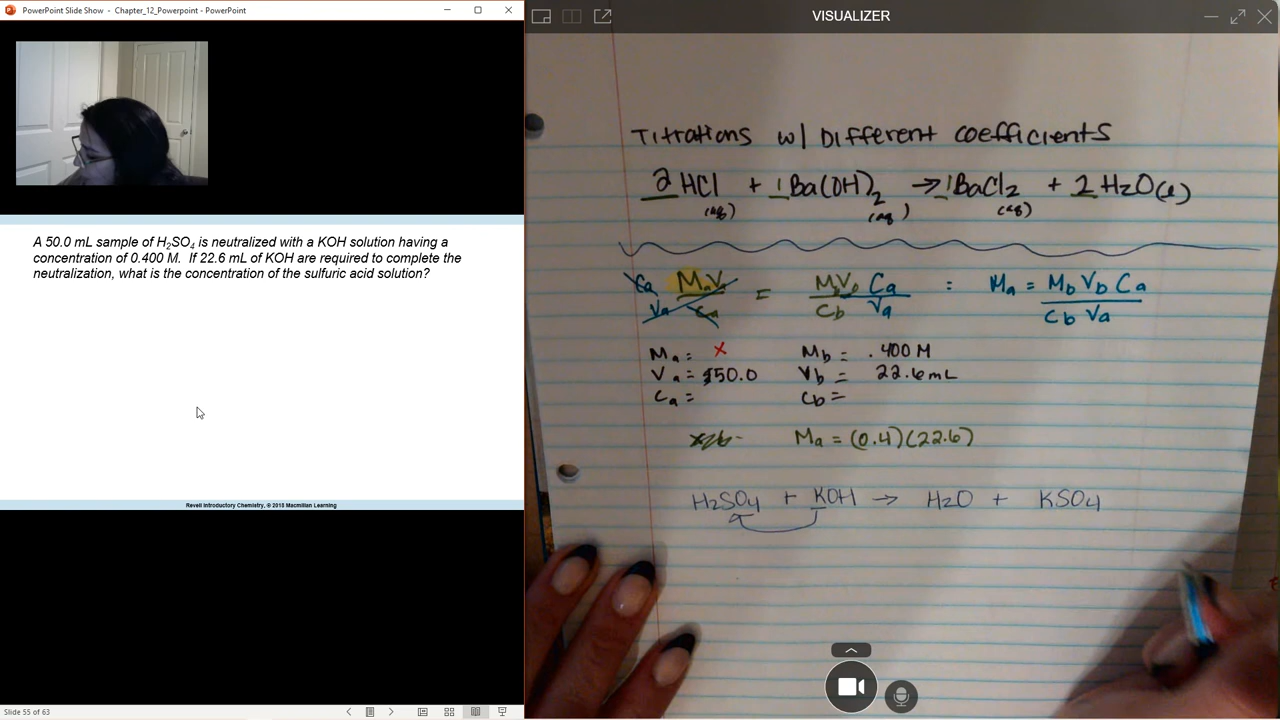 PowerPoint Slide Show - Chapter_12_Powerpoint - PowerPoint
A 50.0 mL sample of H2SO4 is neutralized with a KOH solution having a
concentration of 0.400 M. If 22.6 mL of KOH are required to complete the
neutralization, what is the concentration of the sulfuric acid solution?
Revell Introductory Chemistry, © 2018 Macmillan Learning
Slide 55 of 63
VISUALIZER
Titrations w/ Different coefficients
2 HCl + 1 Ba(OH)2 → 1 BaCl2 + 2 H2O(l)
(aq) (aq) (aq)
Ca MaVa = MbVb Ca : Ma = Mb Vb Ca
Va Ca Cb Va Cb Va
Ma = X Mb = .400 M
Va = 50.0 Vb = 22.6 mL
Ca = Cb =
Ma = (0.4)(22.6)
H2SO4 + KOH → H2O + KSO4